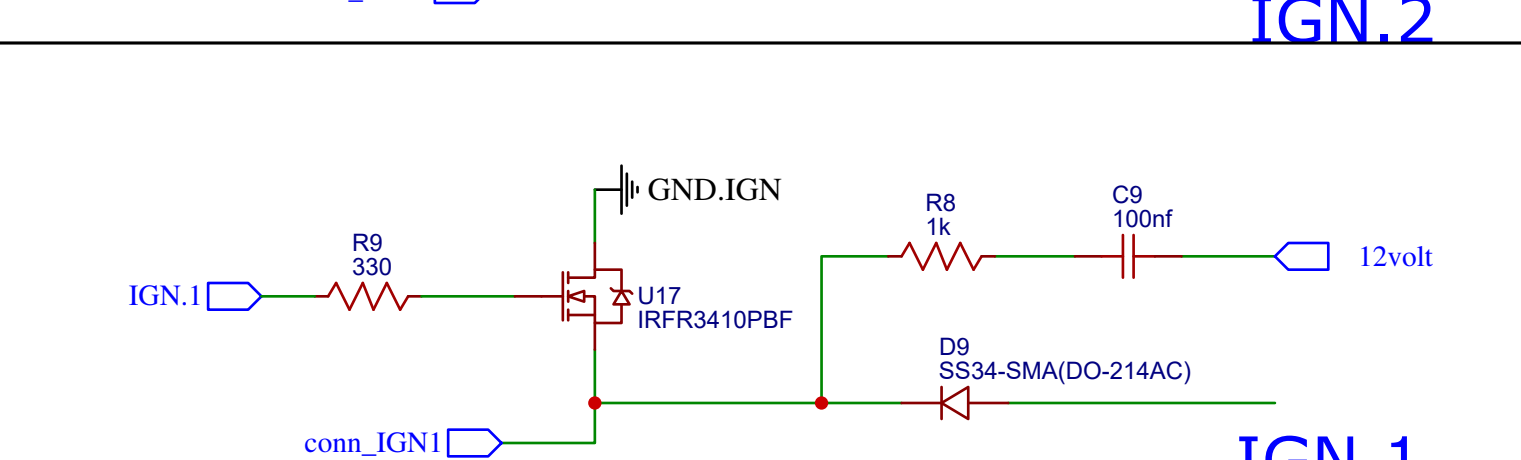 IGN.2
GND.IGN
R8
1k
C9
100nf
R9
330
12volt
IGN.1
U17
IRFR3410PBF
D9
SS34-SMA(DO-214AC)
conn_IGN1
IGN.1